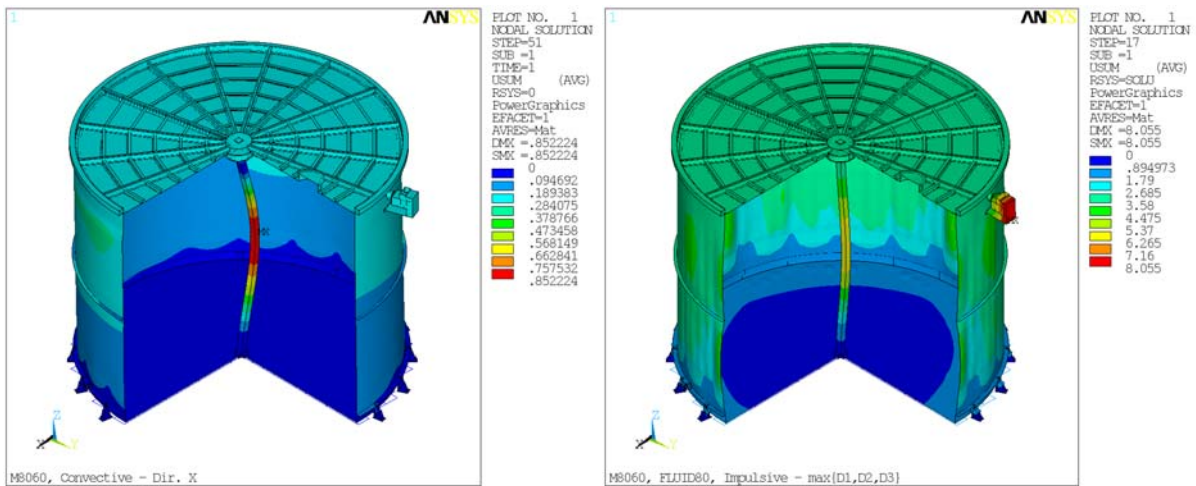 1
ANSYS
PLOT NO. 1
NODAL SOLUTION
STEP=51
SUB =1
TIME=1
USUM (AVG)
RSYS=0
PowerGraphics
EFACET=1
AVRES=Mat
DMX =.852224
SMX =.852224
0
.094692
.189383
.284075
.378766
.473458
.568149
.662841
.757532
.852224
MX
Z
X Y
M8060, Convective - Dir. X
1
ANSYS
PLOT NO. 1
NODAL SOLUTION
STEP=17
SUB =1
USUM (AVG)
RSYS=SOLU
PowerGraphics
EFACET=1
AVRES=Mat
DMX =8.055
SMX =8.055
0
.894973
1.79
2.685
3.58
4.475
5.37
6.265
7.16
8.055
Z
X Y
M8060, FLUID80, Impulsive - max{D1,D2,D3}